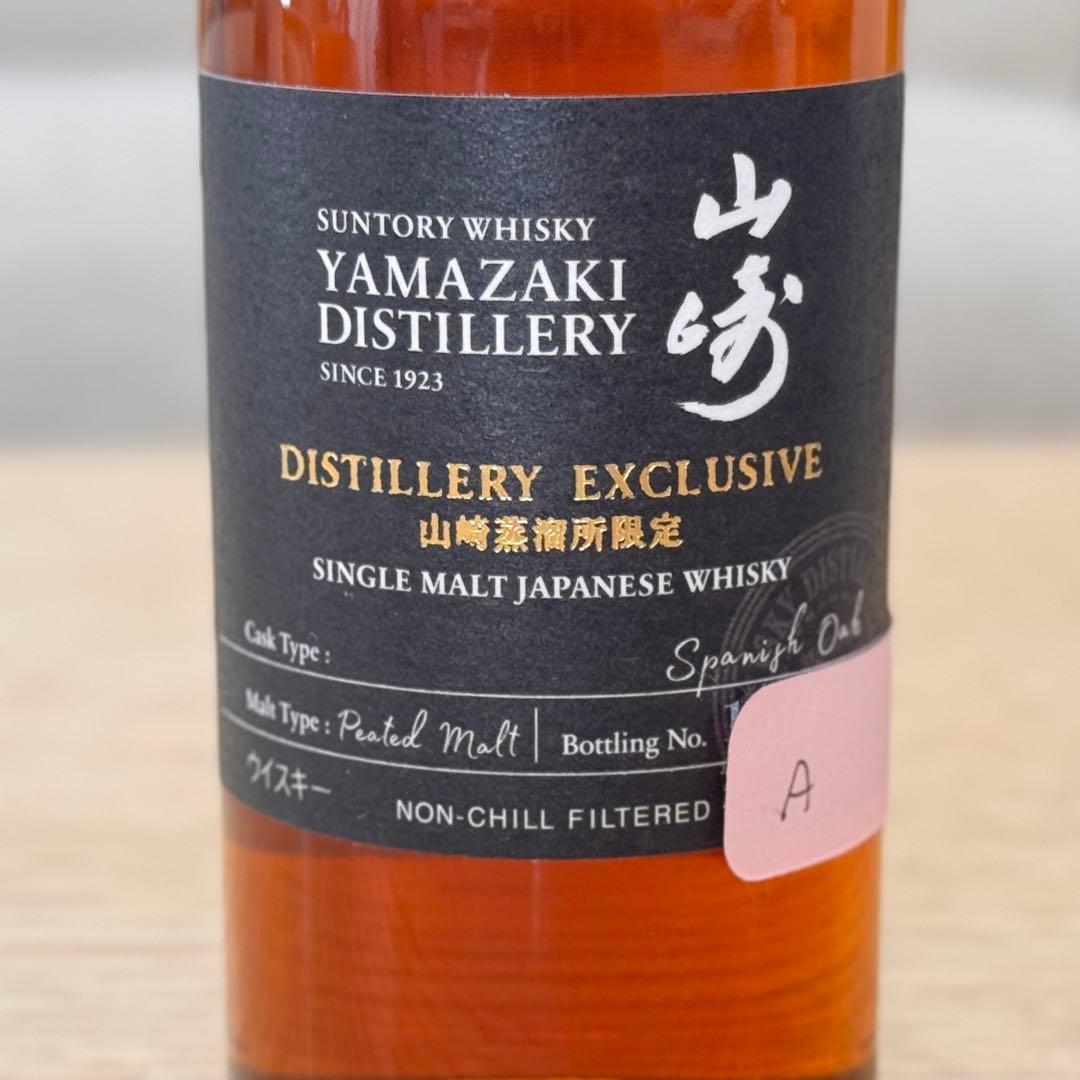 山崎
SUNTORY WHISKY
YAMAZAKI
DISTILLERY
SINCE 1923
DISTILLERY EXCLUSIVE
山崎蒸溜所限定
SINGLE MALT JAPANESE WHISKY
Cask Type : Spanish Oak
Malt Type : Peated Malt | Bottling No.
ウイスキー
NON-CHILL FILTERED
A